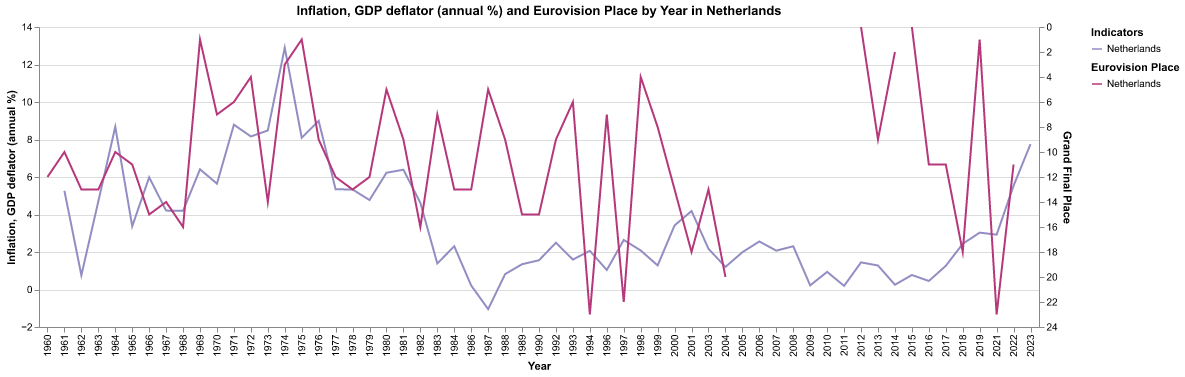 Inflation, GDP deflator (annual %) and Eurovision Place by Year in Netherlands
Inflation, GDP deflator (annual %)
14
12
10
8
6
4
2
0
−2
0
2
4
6
8
10
12
14
16
18
20
22
24
Grand Final Place
1960 1961 1962 1963 1964 1965 1966 1967 1968 1969 1970 1971 1972 1973 1974 1975 1976 1977 1978 1979 1980 1981 1982 1983 1984 1986 1987 1988 1989 1990 1992 1993 1994 1996 1997 1998 1999 2000 2001 2003 2004 2005 2006 2007 2008 2009 2010 2011 2012 2013 2014 2015 2016 2017 2018 2019 2021 2022 2023
Year
Indicators
Netherlands
Eurovision Place
Netherlands